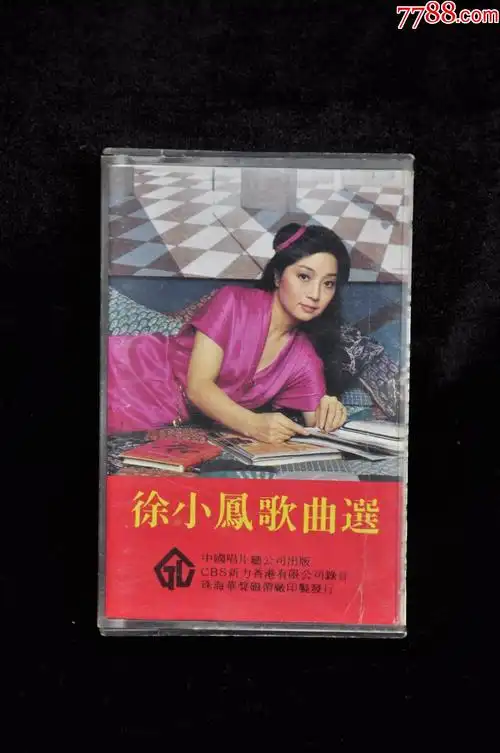 7788.com
徐小鳳歌曲選
中國唱片總公司出版
CBS新力香港有限公司錄音
珠海華聲磁帶廠印製發行